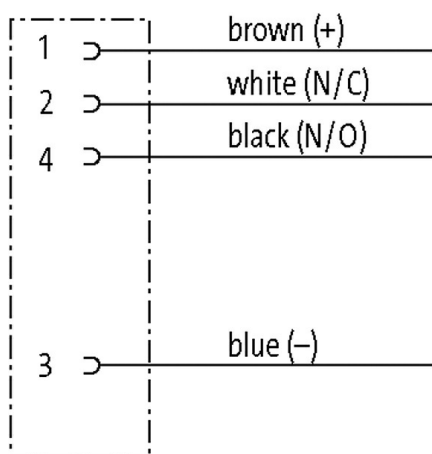 1 brown (+)
2 white (N/C)
4 black (N/O)
3 blue (–)